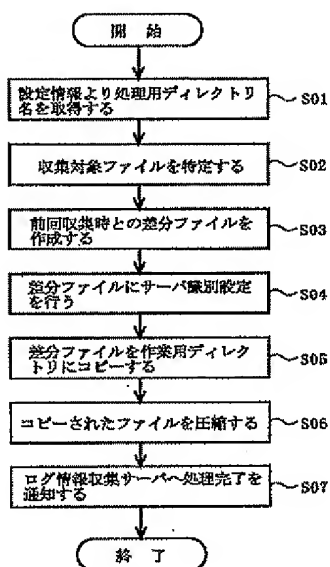 開始
設定情報より処理用ディレクトリ
名を取得する
S01
収集対象ファイルを特定する
S02
前回収集時との差分ファイルを
作成する
S03
差分ファイルにサーバ識別設定
を行う
S04
差分ファイルを作業用ディレク
トリにコピーする
S05
コピーされたファイルを圧縮する
S06
ログ情報収集サーバへ処理完了を
通知する
S07
終了